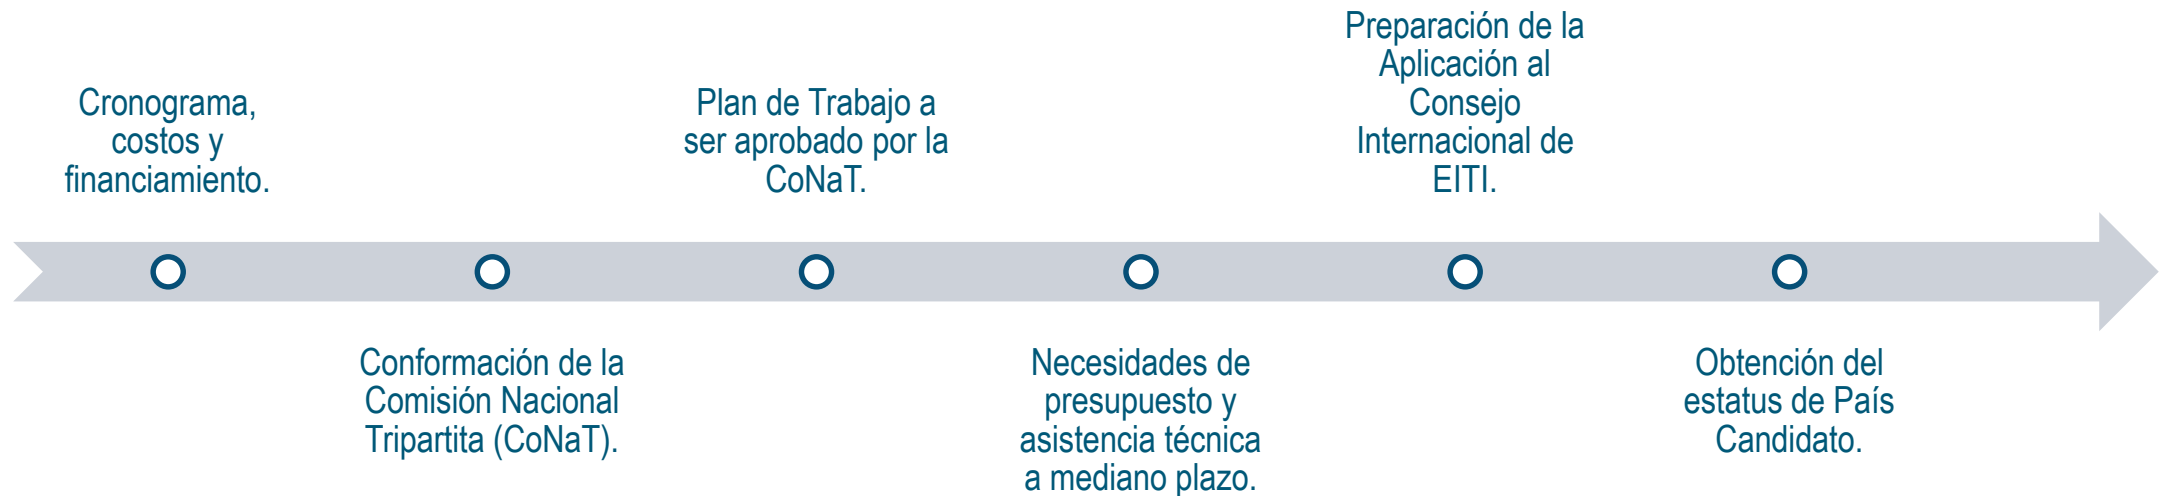 Cronograma,
costos y
financiamiento.
Conformación de la
Comisión Nacional
Tripartita (CoNaT).
Plan de Trabajo a
ser aprobado por la
CoNaT.
Necesidades de
presupuesto y
asistencia técnica
a mediano plazo.
Preparación de la
Aplicación al
Consejo
Internacional de
EITI.
Obtención del
estatus de País
Candidato.